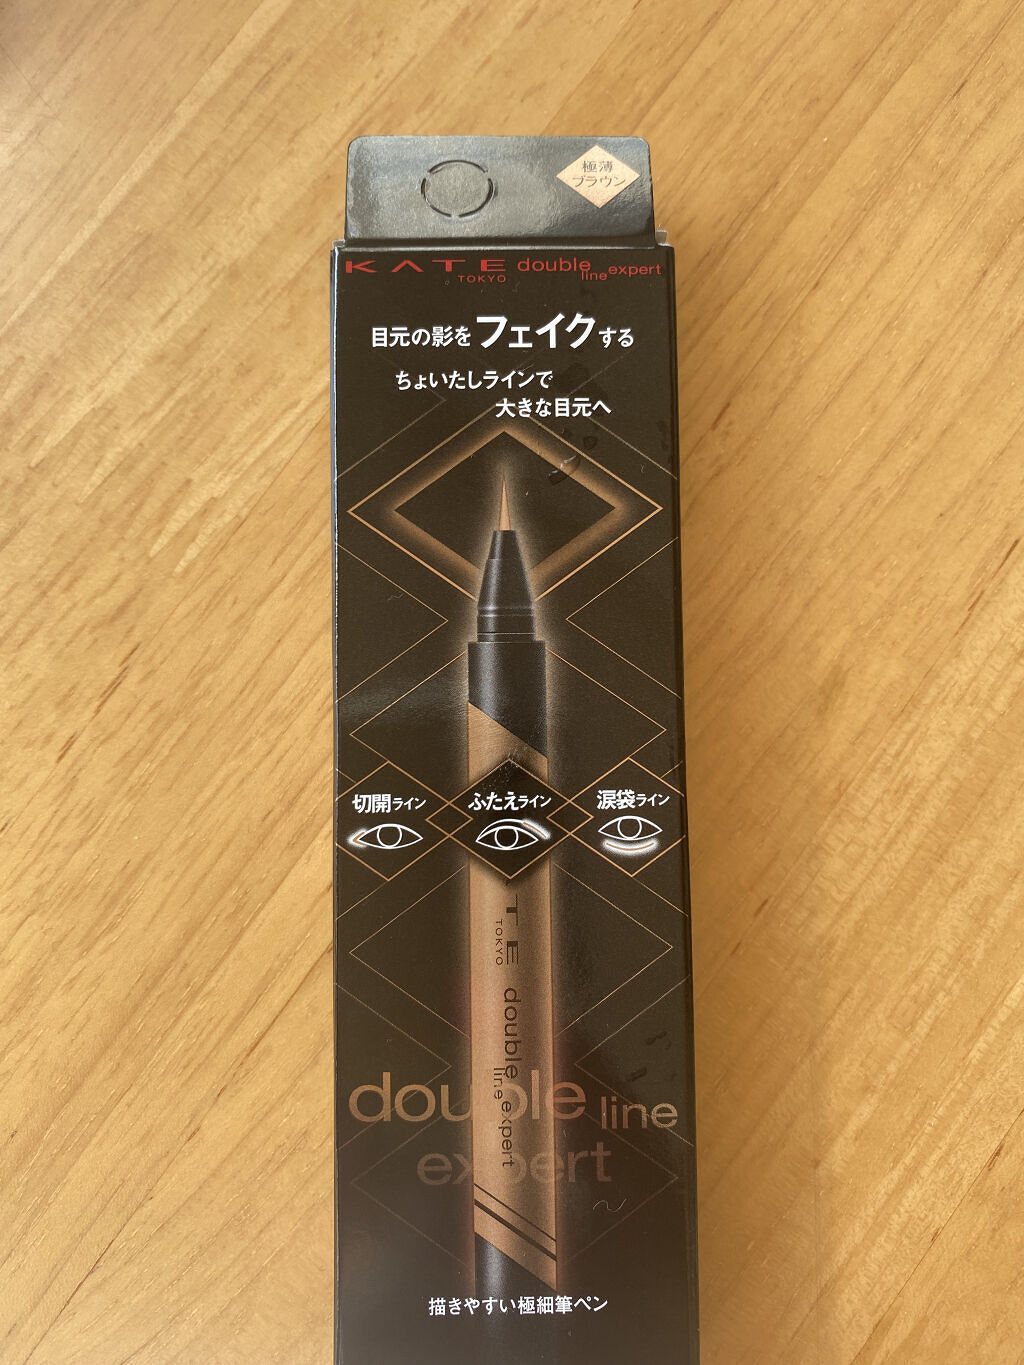 極薄
ブラウン
KATE double line expert
TOKYO
目元の影をフェイクする
ちょいたしラインで
大きな目元へ
切開ライン
ふたえライン
涙袋ライン
TE
TOKYO
double line expert
double line
expert
描きやすい極細筆ペン